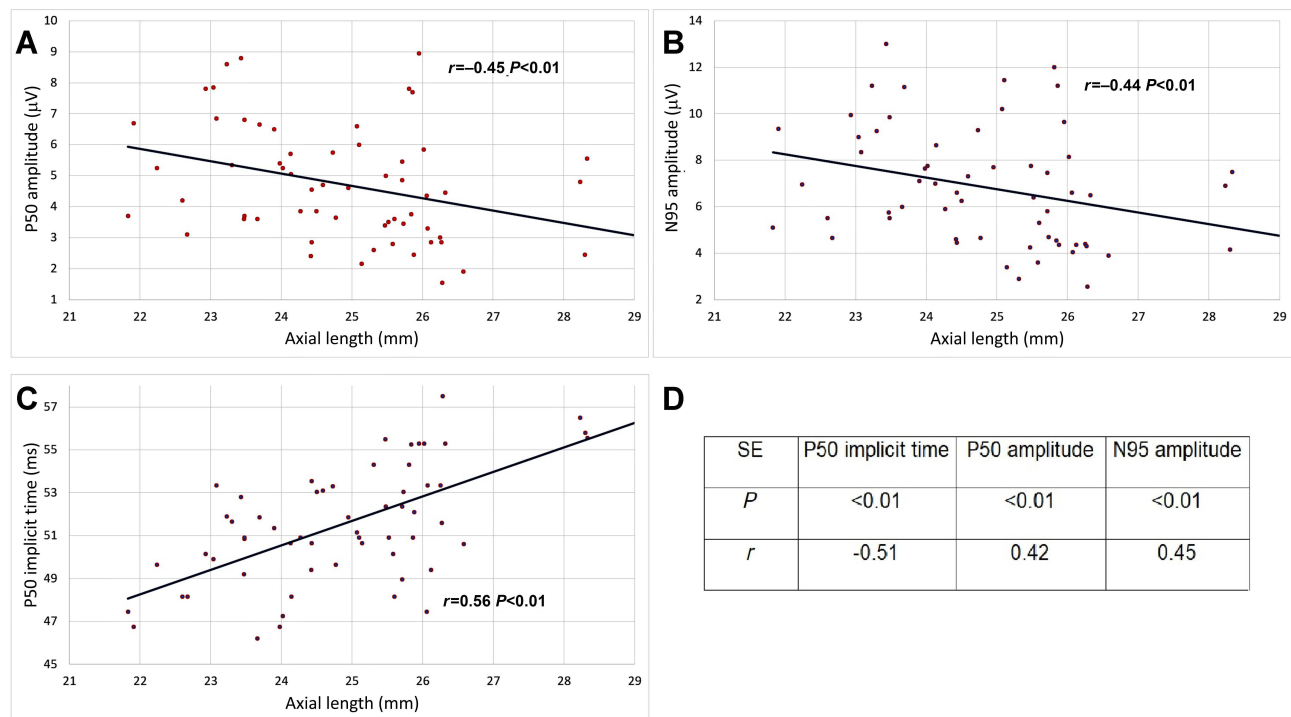 A
P50 amplitude (μV)
10
9
8
7
6
5
4
3
2
1
r=–0.45 P<0.01
21 22 23 24 25 26 27 28 29
Axial length (mm)
B
N95 amplitude (μV)
14
12
10
8
6
4
2
r=–0.44 P<0.01
21 22 23 24 25 26 27 28 29
Axial length (mm)
C
P50 implicit time (ms)
57
55
53
51
49
47
45
r=0.56 P<0.01
21 22 23 24 25 26 27 28 29
Axial length (mm)
D
SE P50 implicit time P50 amplitude N95 amplitude
P <0.01 <0.01 <0.01
r -0.51 0.42 0.45